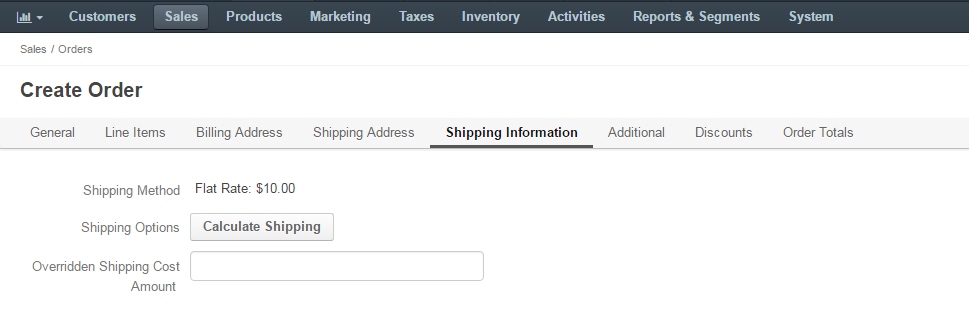 Customers Sales Products Marketing Taxes Inventory Activities Reports & Segments System
Sales / Orders
Create Order
General Line Items Billing Address Shipping Address Shipping Information Additional Discounts Order Totals
Shipping Method Flat Rate: $10.00
Shipping Options Calculate Shipping
Overridden Shipping Cost
Amount